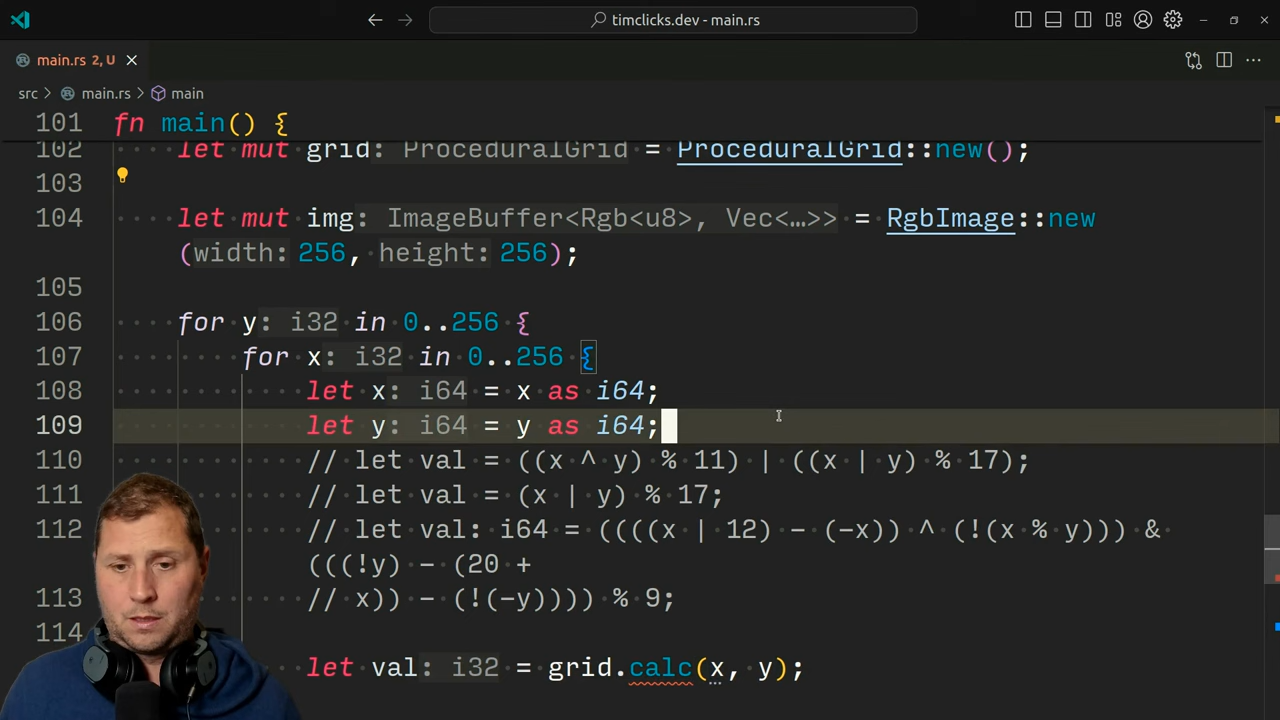 timclicks.dev - main.rs
main.rs 2, U
src > main.rs > main
101 fn main() {
102 let mut grid: ProceduralGrid = ProceduralGrid::new();
103
104 let mut img: ImageBuffer<Rgb<u8>, Vec<…>> = RgbImage::new
(width: 256, height: 256);
105
106 for y: i32 in 0..256 {
107 for x: i32 in 0..256 {
108 let x: i64 = x as i64;
109 let y: i64 = y as i64;
110 // let val = ((x ^ y) % 11) | ((x | y) % 17);
111 // let val = (x | y) % 17;
112 // let val: i64 = ((((x | 12) - (-x)) ^ (!(x % y))) &
(((!y) - (20 +
113 // x)) - (!(-y)))) % 9;
114
let val: i32 = grid.calc(x, y);